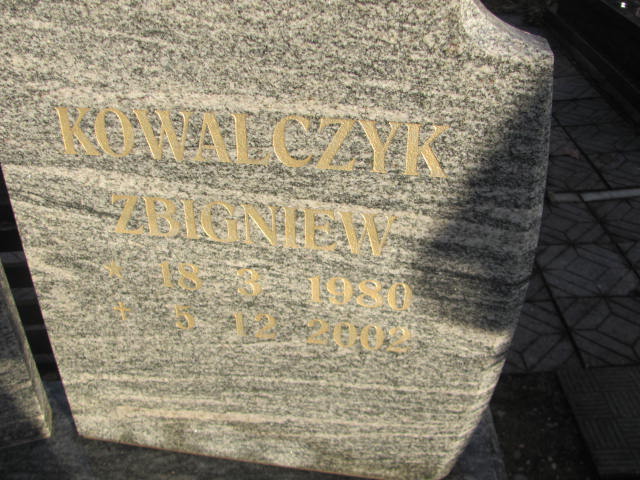 KOWALCZYK
ZBIGNIEW
* 18 3 1980
+ 5 12 2002